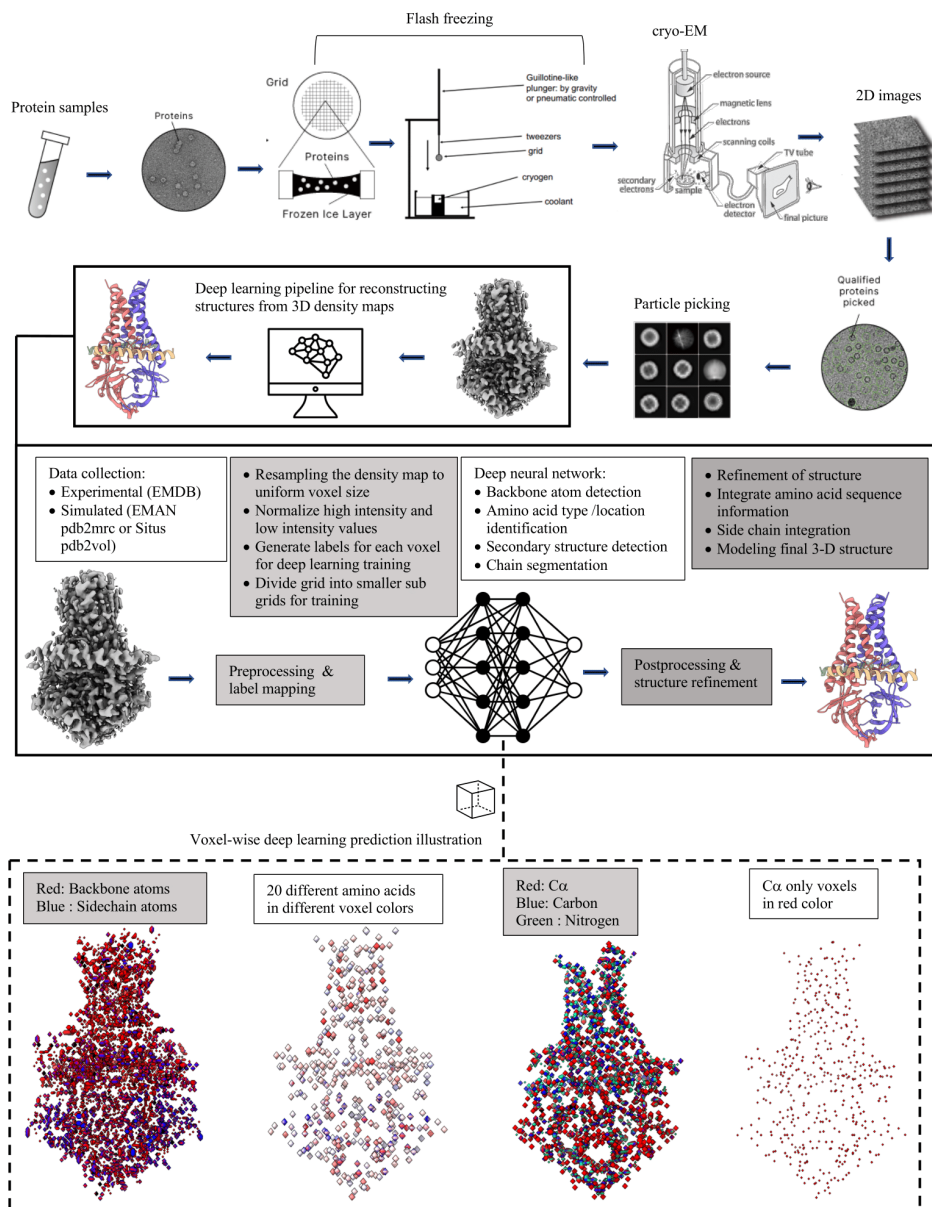 Flash freezing
cryo-EM
Protein samples
Proteins
Grid
Proteins
Frozen Ice Layer
Guillotine-like
plunger: by gravity
or pneumatic controlled
tweezers
grid
cryogen
coolant
electron source
magnetic lens
electrons
scanning coils
TV tube
secondary
electrons
sample
electron
detector
final picture
2D images
Deep learning pipeline for reconstructing
structures from 3D density maps
Particle picking
Qualified
proteins
picked
Data collection:
• Experimental (EMDB)
• Simulated (EMAN
pdb2mrc or Situs
pdb2vol)
• Resampling the density map to
uniform voxel size
• Normalize high intensity and
low intensity values
• Generate labels for each voxel
for deep learning training
• Divide grid into smaller sub
grids for training
Deep neural network:
• Backbone atom detection
• Amino acid type /location
identification
• Secondary structure detection
• Chain segmentation
• Refinement of structure
• Integrate amino acid sequence
information
• Side chain integration
• Modeling final 3-D structure
Preprocessing &
label mapping
Postprocessing &
structure refinement
Voxel-wise deep learning prediction illustration
Red: Backbone atoms
Blue : Sidechain atoms
20 different amino acids
in different voxel colors
Red: Cα
Blue: Carbon
Green : Nitrogen
Cα only voxels
in red color